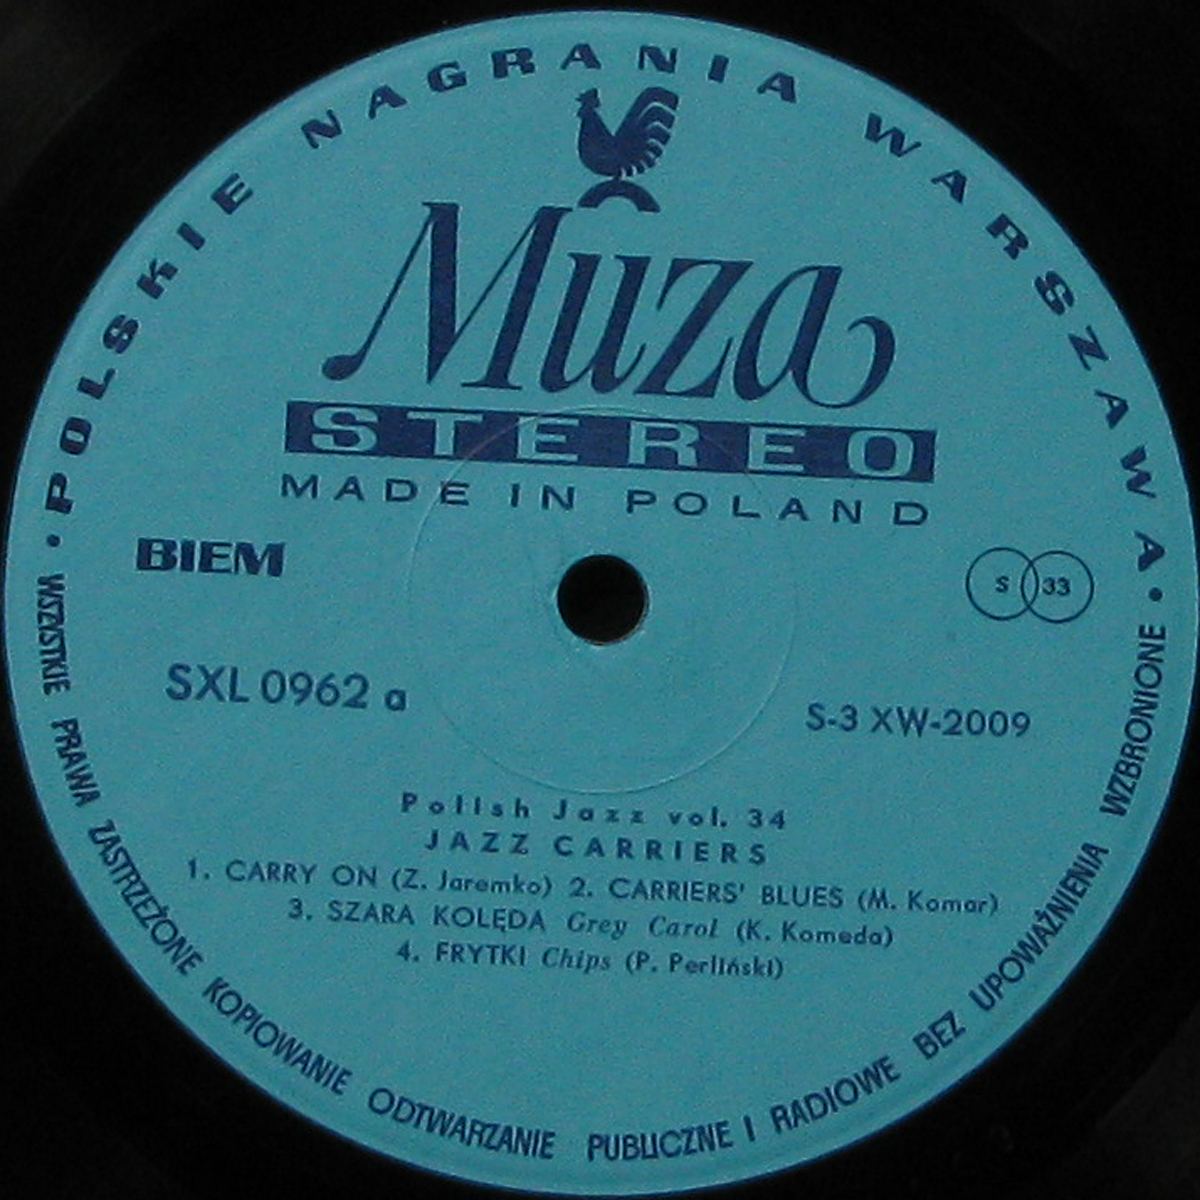 POLSKIE NAGRANIA WARSZAWA
Muza
STEREO
MADE IN POLAND
BIEM
S 33
SXL 0962 a
S-3 XW-2009
Polish Jazz vol. 34
JAZZ CARRIERS
1. CARRY ON (Z. Jaremko) 2. CARRIERS' BLUES (M. Komar)
3. SZARA KOLĘDA Grey Carol (K. Komeda)
4. FRYTKI Chips (P. Perliński)
• WSZYSTKIE PRAWA ZASTRZEŻONE KOPIOWANIE ODTWARZANIE PUBLICZNE I RADIOWE BEZ UPOWAŻNIENIA WZBRONIONE •